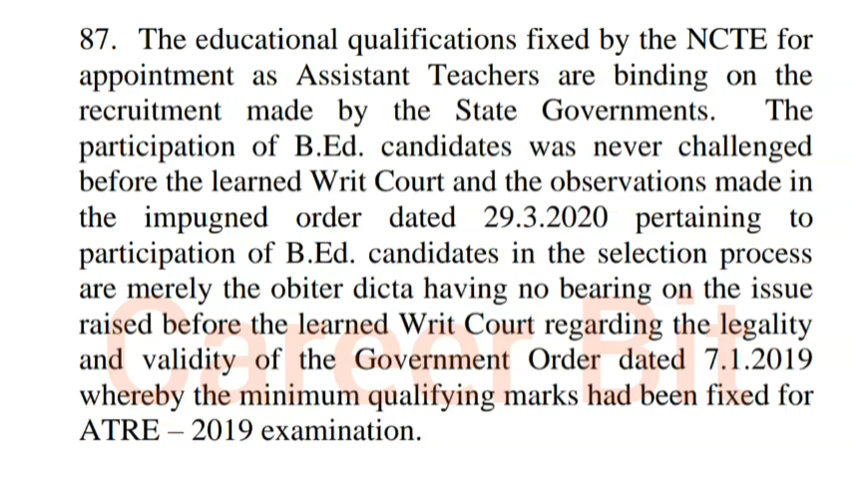 87. The educational qualifications fixed by the NCTE for
appointment as Assistant Teachers are binding on the
recruitment made by the State Governments. The
participation of B.Ed. candidates was never challenged
before the learned Writ Court and the observations made in
the impugned order dated 29.3.2020 pertaining to
participation of B.Ed. candidates in the selection process
are merely the obiter dicta having no bearing on the issue
raised before the learned Writ Court regarding the legality
and validity of the Government Order dated 7.1.2019
whereby the minimum qualifying marks had been fixed for
ATRE – 2019 examination.
Career Bit